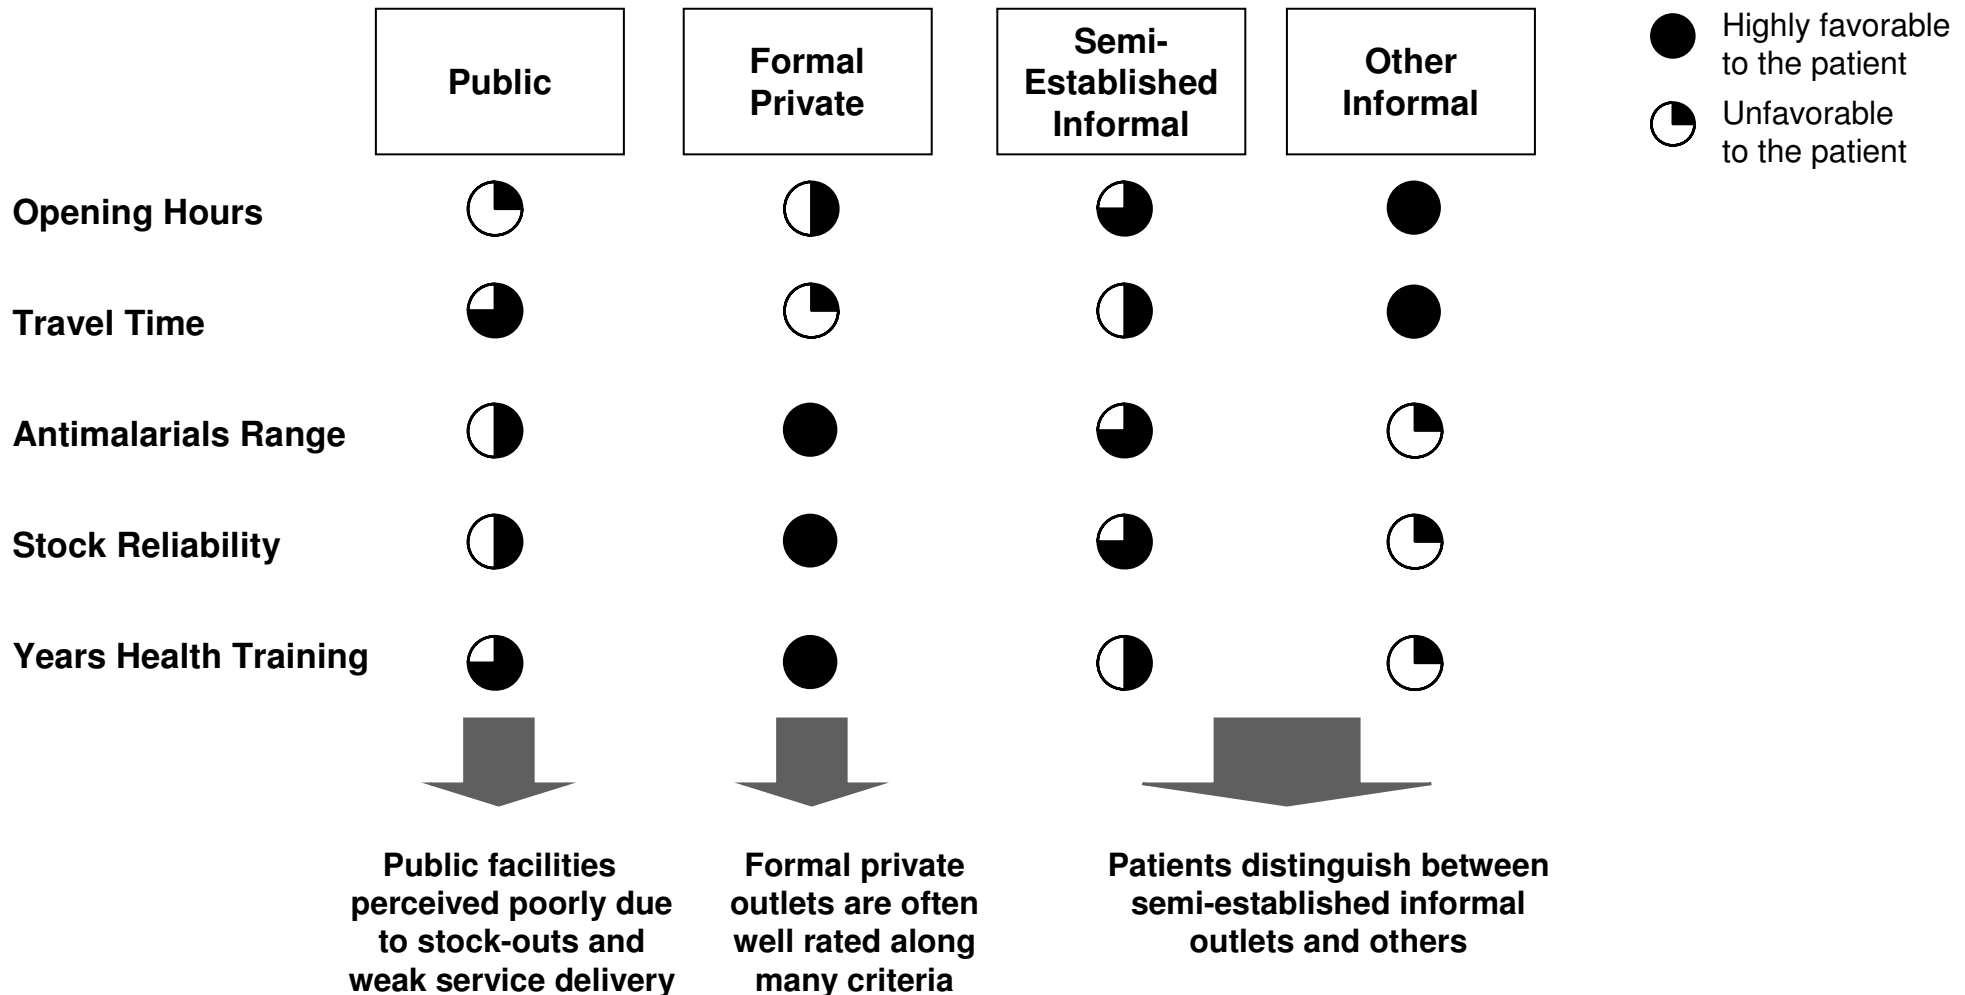 Public
Formal
Private
Semi-
Established
Informal
Other
Informal
Highly favorable
to the patient
Unfavorable
to the patient
Opening Hours
Travel Time
Antimalarials Range
Stock Reliability
Years Health Training
Public facilities
perceived poorly due
to stock-outs and
weak service delivery
Formal private
outlets are often
well rated along
many criteria
Patients distinguish between
semi-established informal
outlets and others